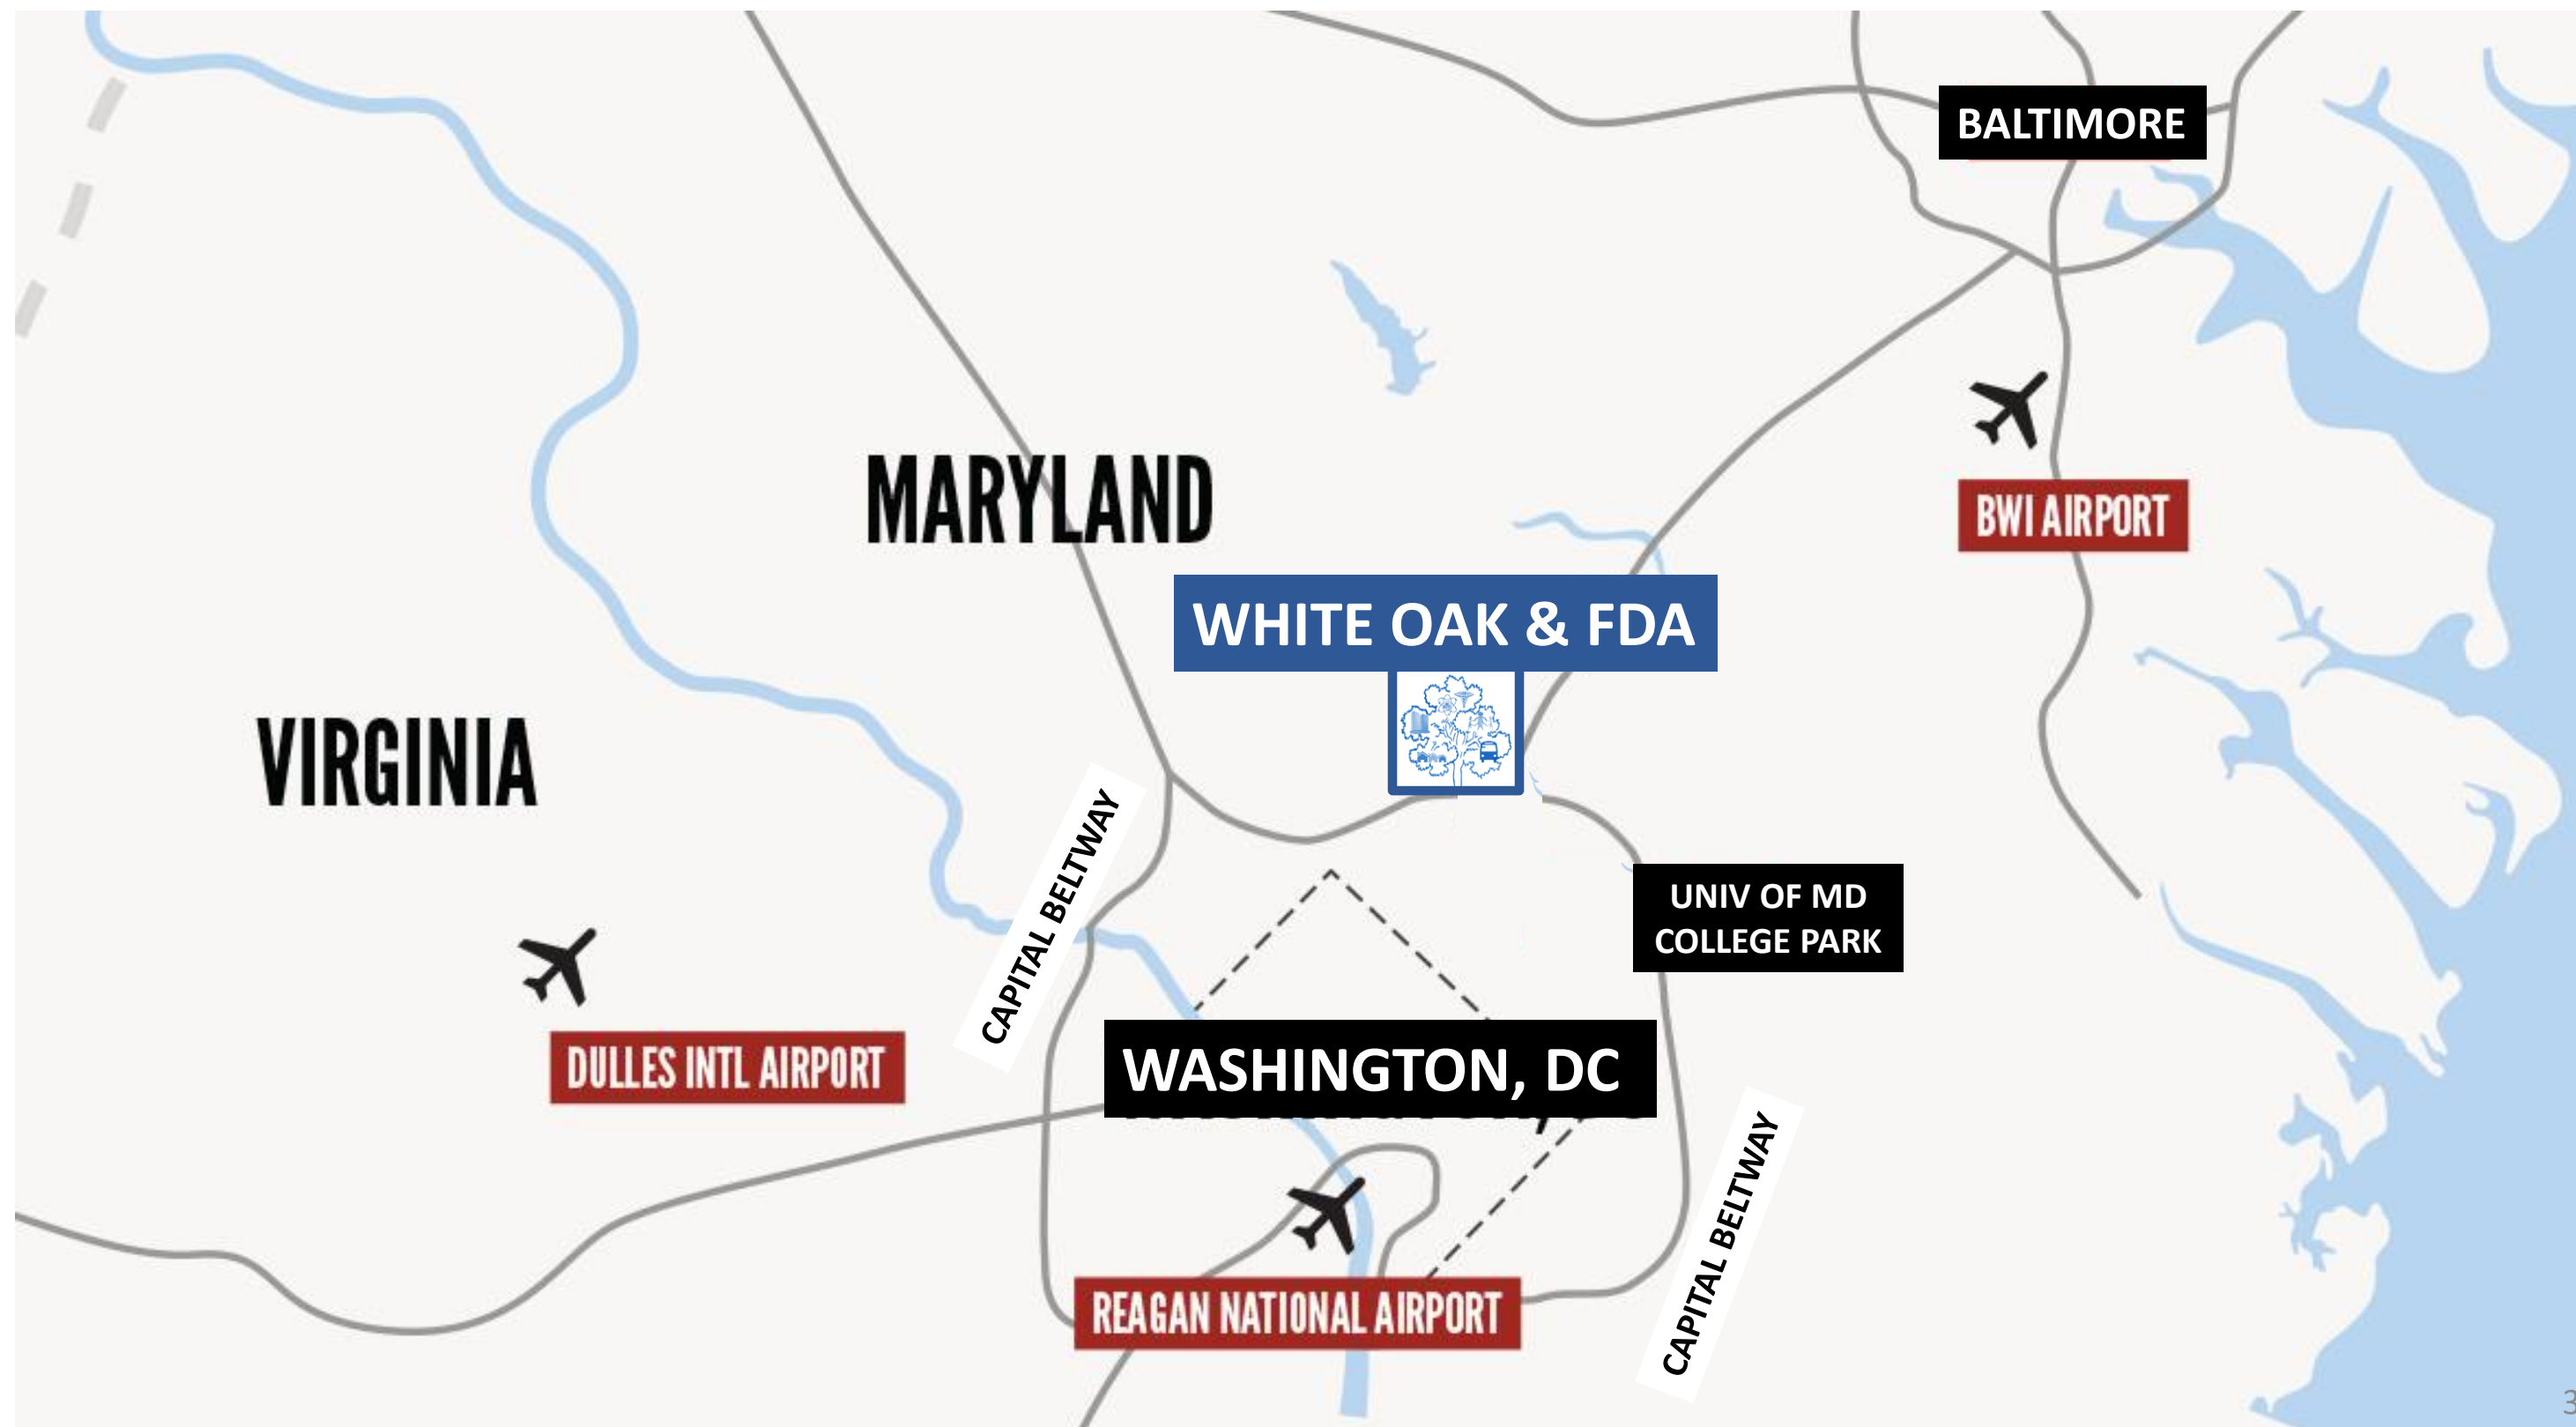 BALTIMORE
MARYLAND
BWI AIRPORT
WHITE OAK & FDA
VIRGINIA
CAPITAL BELTWAY
UNIV OF MD
COLLEGE PARK
DULLES INTL AIRPORT
WASHINGTON, DC
CAPITAL BELTWAY
REAGAN NATIONAL AIRPORT
3